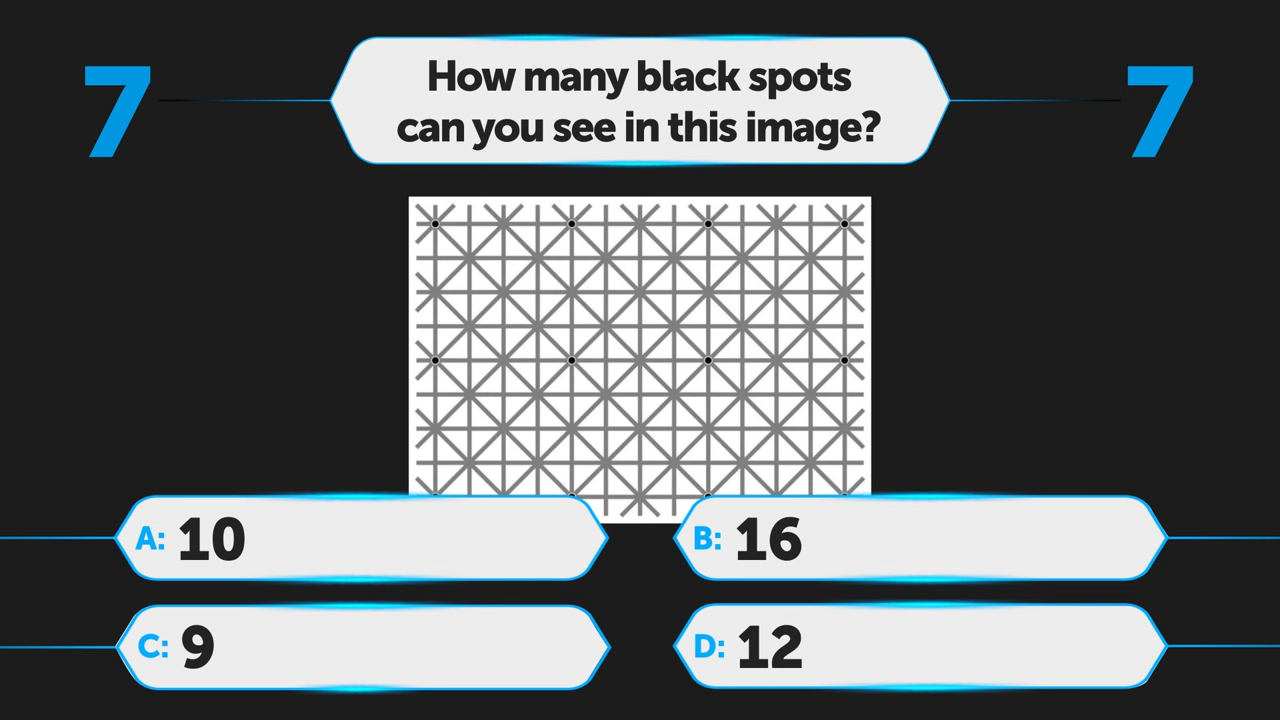 7
How many black spots
can you see in this image?
7
A: 10
B: 16
C: 9
D: 12